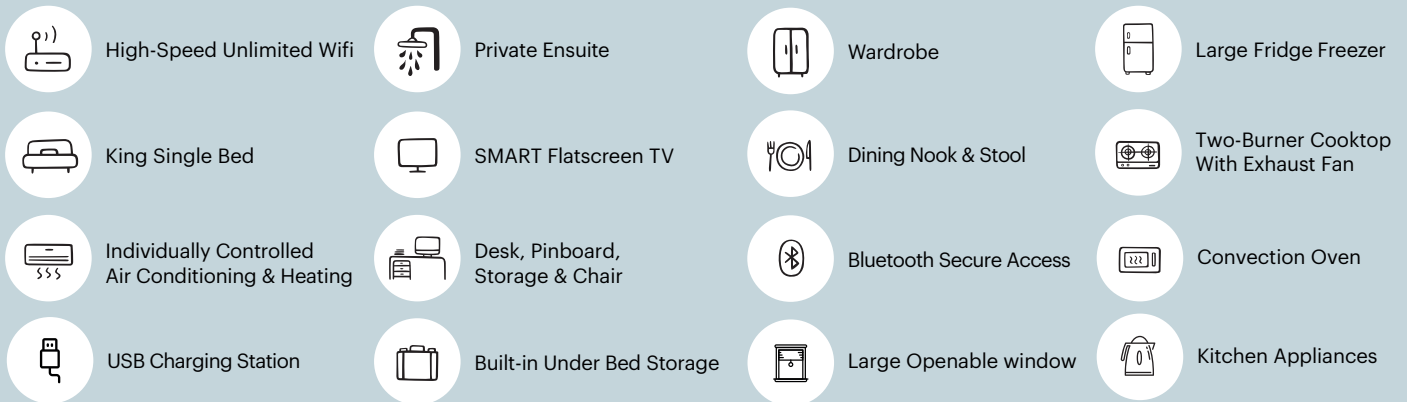 High-Speed Unlimited Wifi
Private Ensuite
Wardrobe
Large Fridge Freezer
King Single Bed
SMART Flatscreen TV
Dining Nook & Stool
Two-Burner Cooktop
With Exhaust Fan
Individually Controlled
Air Conditioning & Heating
Desk, Pinboard,
Storage & Chair
Bluetooth Secure Access
Convection Oven
USB Charging Station
Built-in Under Bed Storage
Large Openable window
Kitchen Appliances